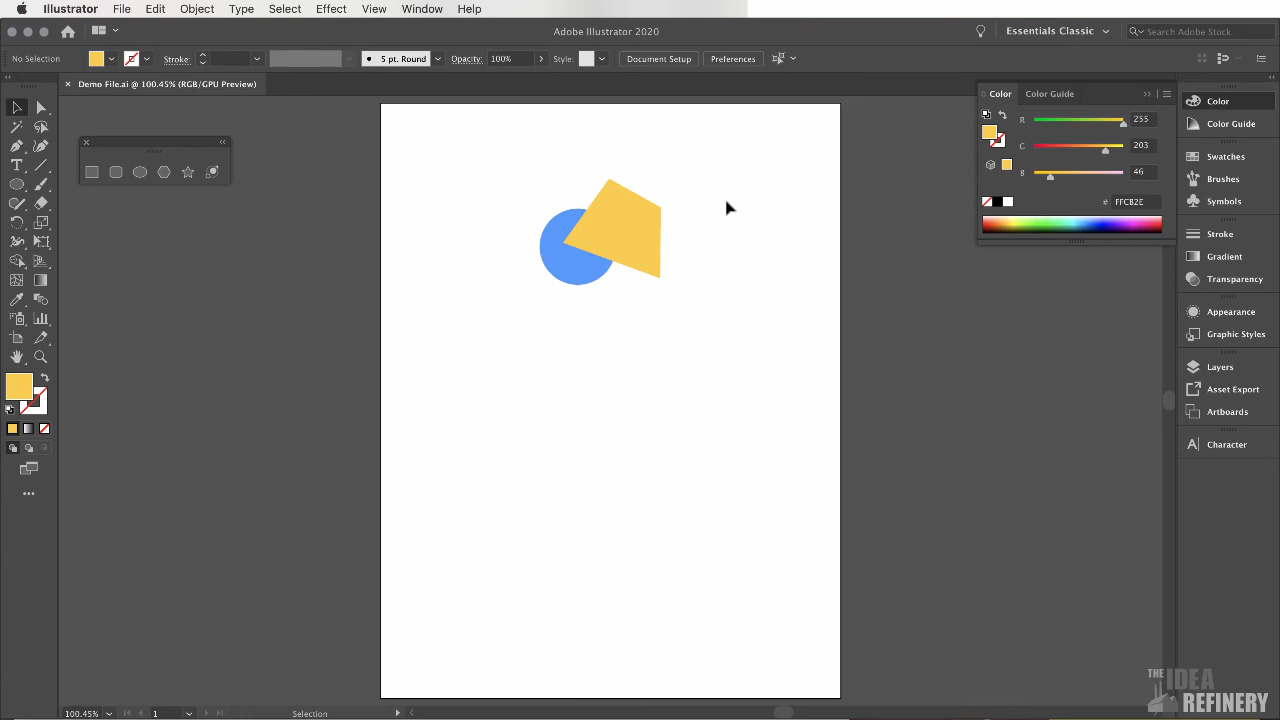 Illustrator File Edit Object Type Select Effect View Window Help
Adobe Illustrator 2020
Essentials Classic
Search Adobe Stock
No Selection
Stroke:
5 pt. Round
Opacity: 100%
Style:
Document Setup
Preferences
Demo File.ai @ 100.45% (RGB/GPU Preview)
Color
Color Guide
R 255
G 203
B 46
# FFCB2E
Color
Color Guide
Swatches
Brushes
Symbols
Stroke
Gradient
Transparency
Appearance
Graphic Styles
Layers
Asset Export
Artboards
Character
100.45%
1
Selection
THE IDEA
REFINERY